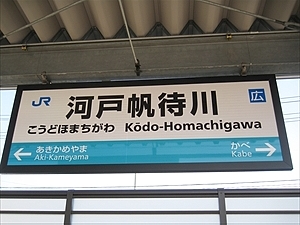 JR 河戸帆待川 広
こうどほまちがわ Kōdo-Homachigawa
← あきかめやま かべ →
Aki-Kameyama Kabe